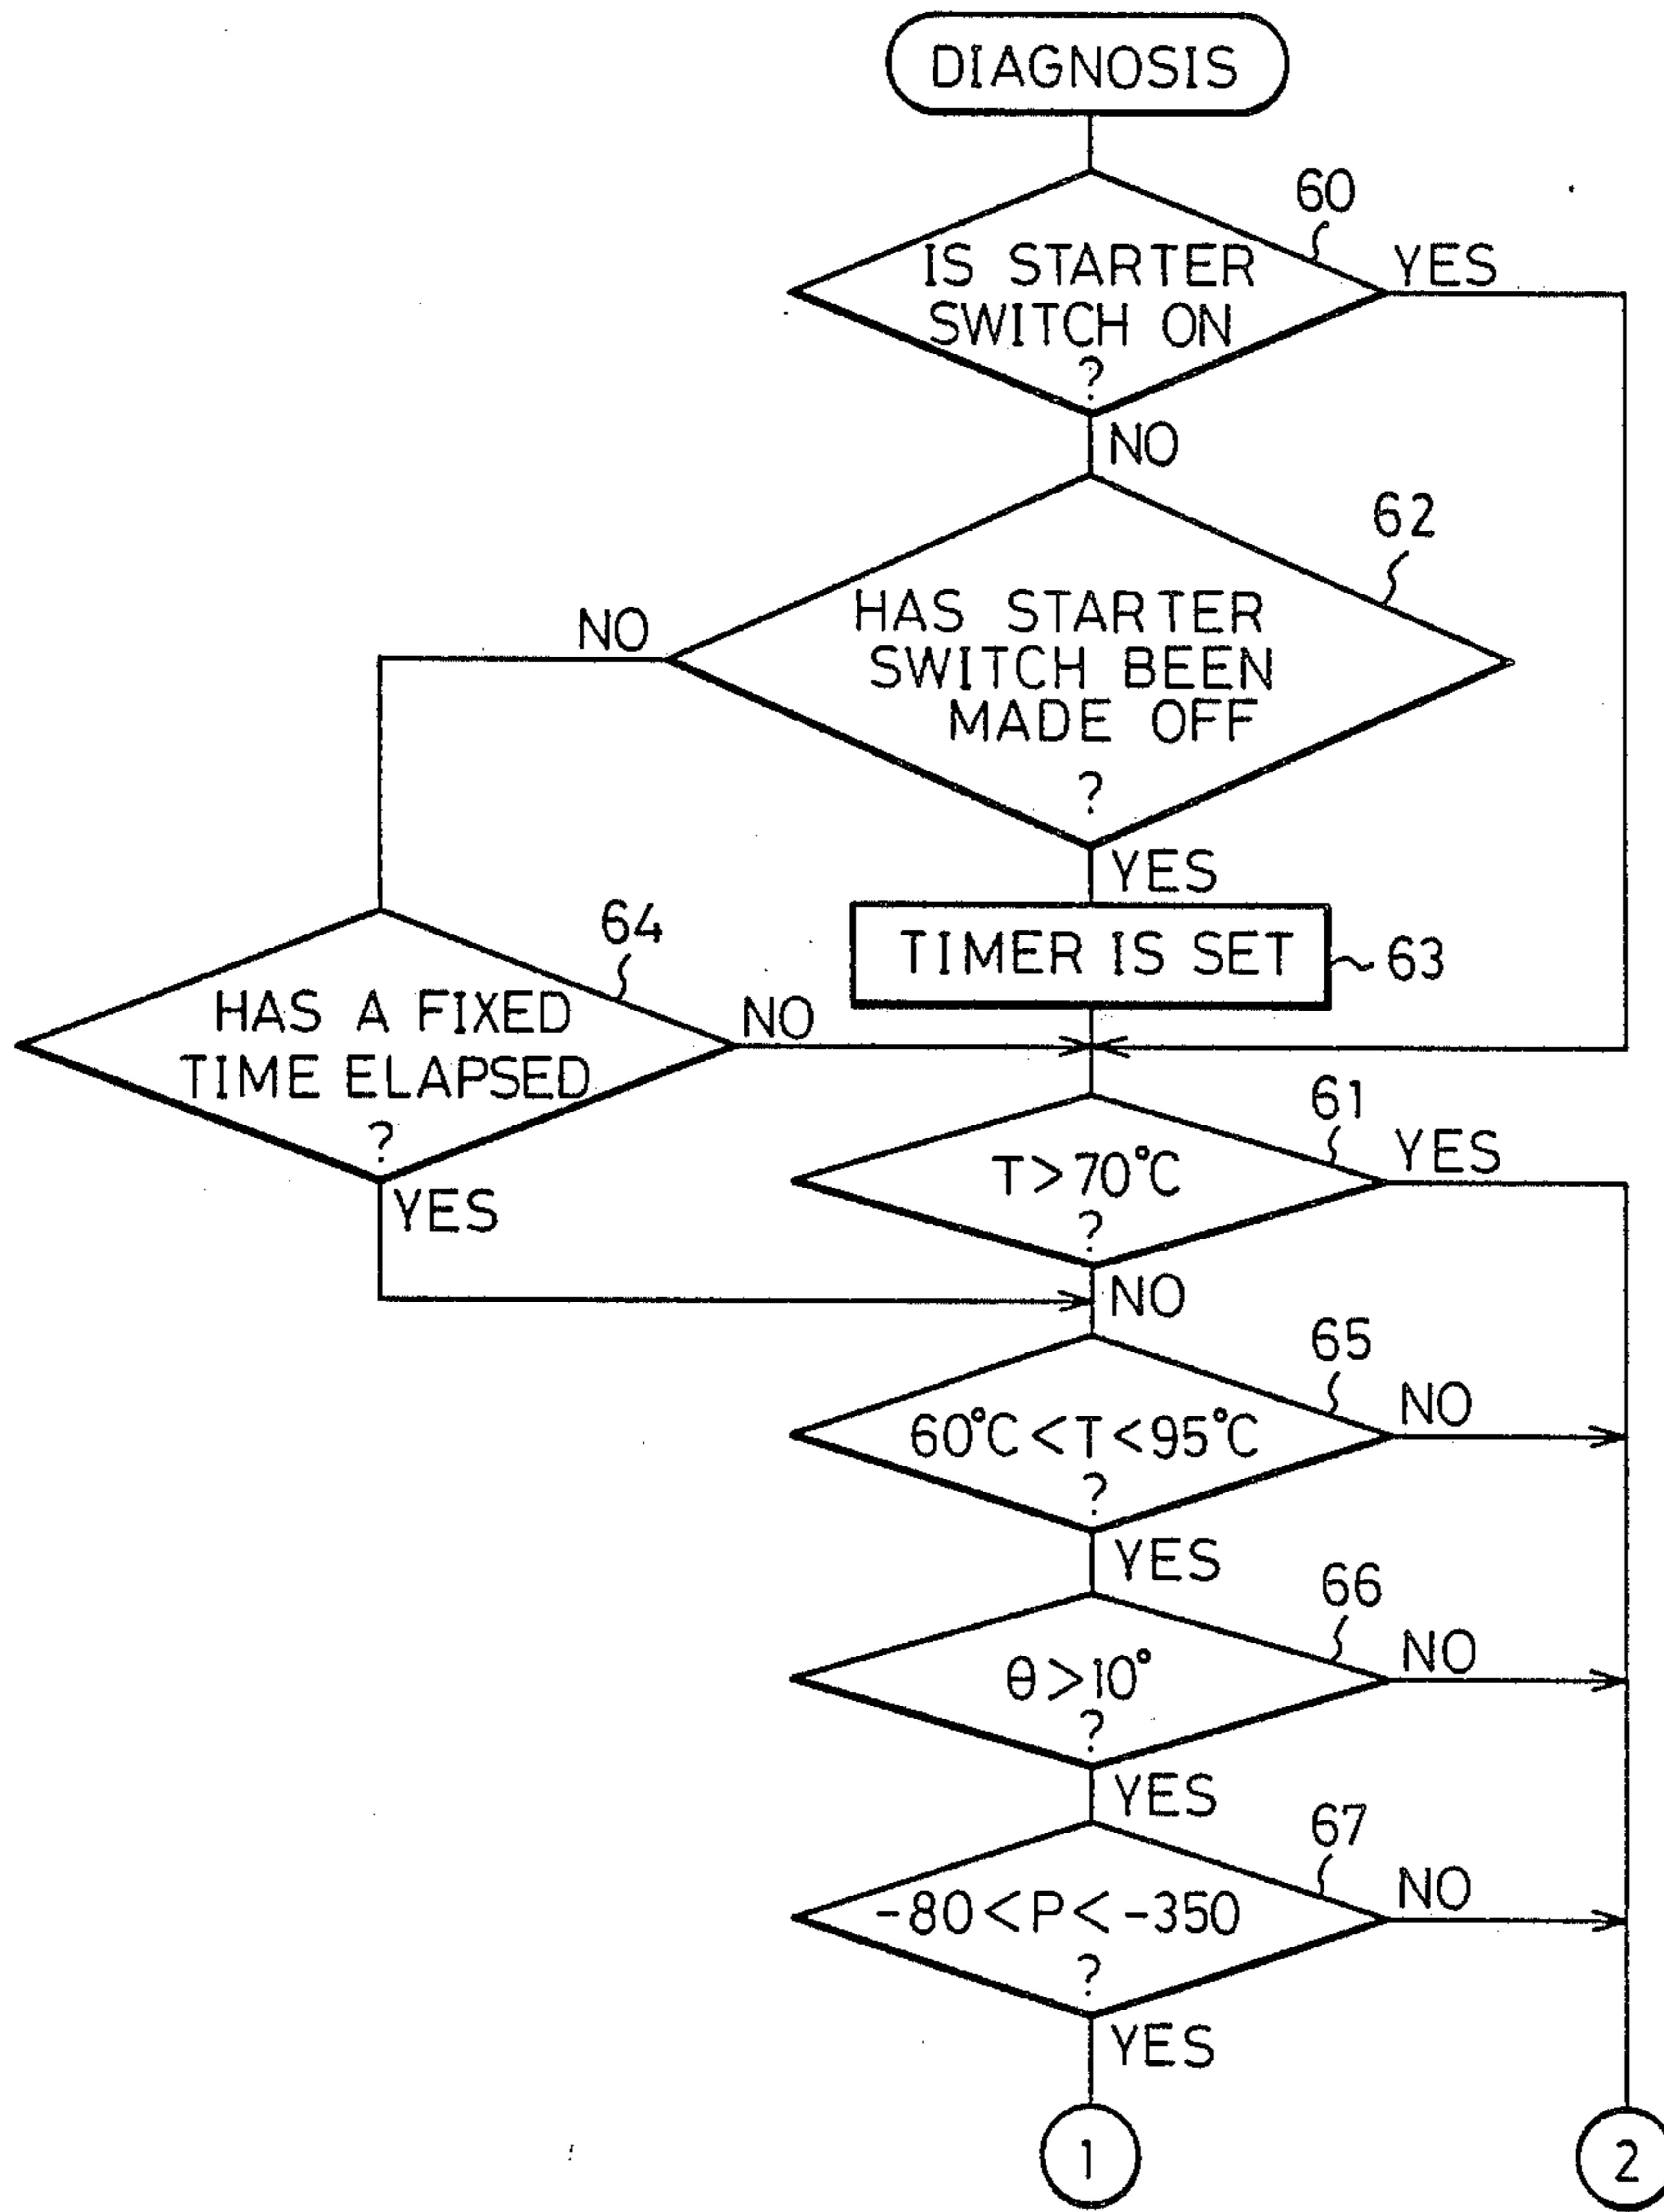 DIAGNOSIS
60
IS STARTER
SWITCH ON
?
YES
NO
62
HAS STARTER
SWITCH BEEN
MADE OFF
?
NO
YES
TIMER IS SET
63
64
HAS A FIXED
TIME ELAPSED
?
NO
YES
61
T>70°C
?
YES
NO
65
60°C<T<95°C
?
NO
YES
66
θ>10°
?
NO
YES
67
-80<P<-350
?
NO
YES
1
2